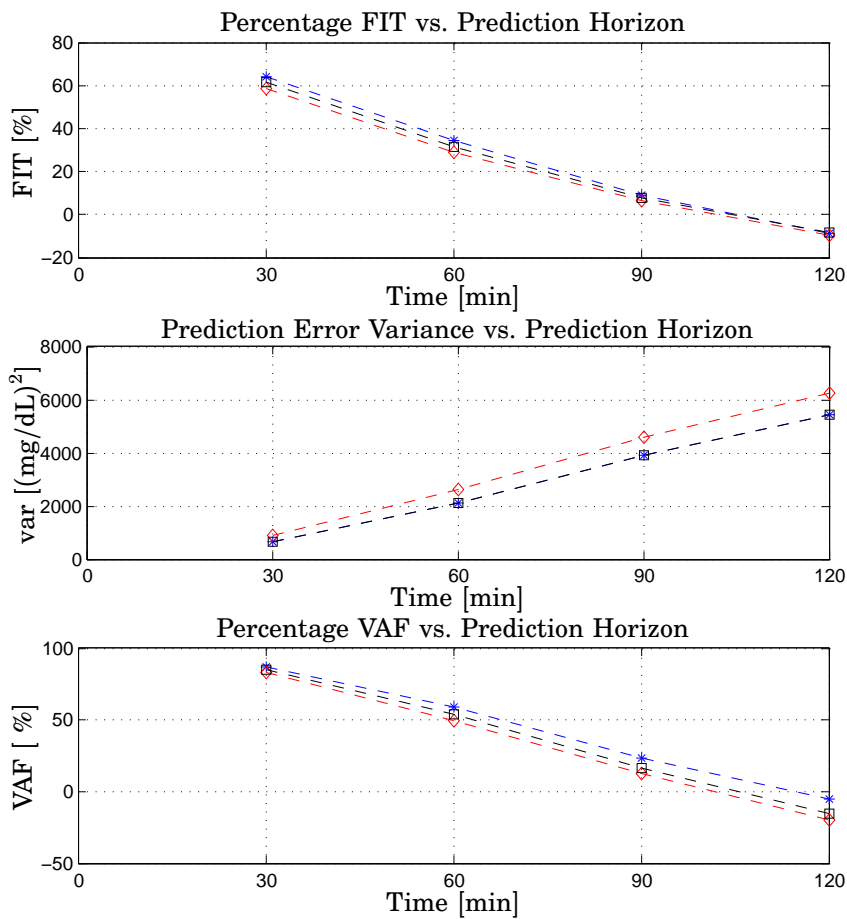 Percentage FIT vs. Prediction Horizon
80
60
40
20
0
−20
FIT [%]
0 30 60 90 120
Time [min]
Prediction Error Variance vs. Prediction Horizon
8000
6000
4000
2000
0
var [(mg/dL)²]
0 30 60 90 120
Time [min]
Percentage VAF vs. Prediction Horizon
100
50
0
−50
VAF [ %]
0 30 60 90 120
Time [min]